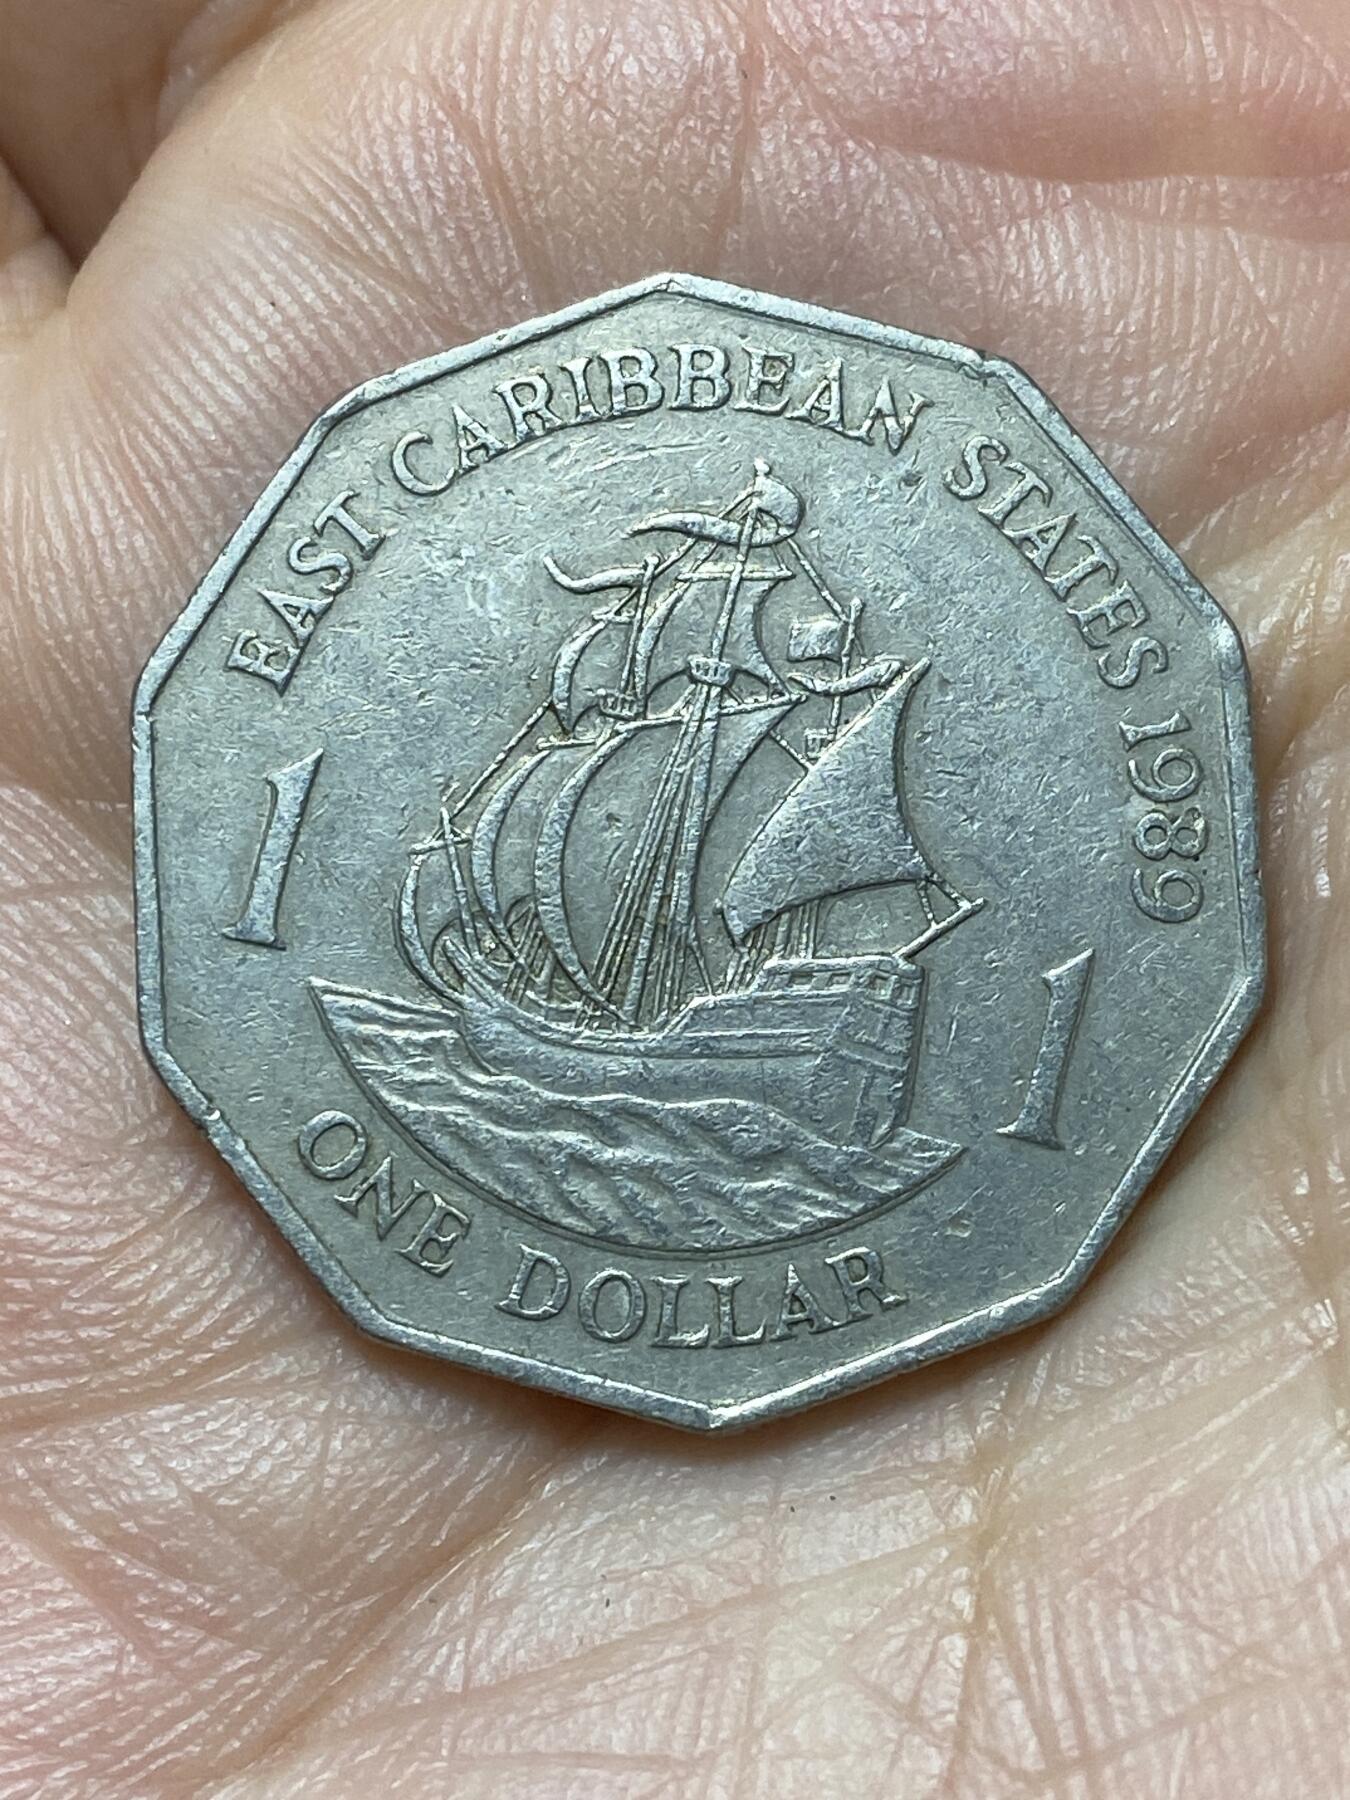 EAST CARIBBEAN STATES 1989
1 1
ONE DOLLAR